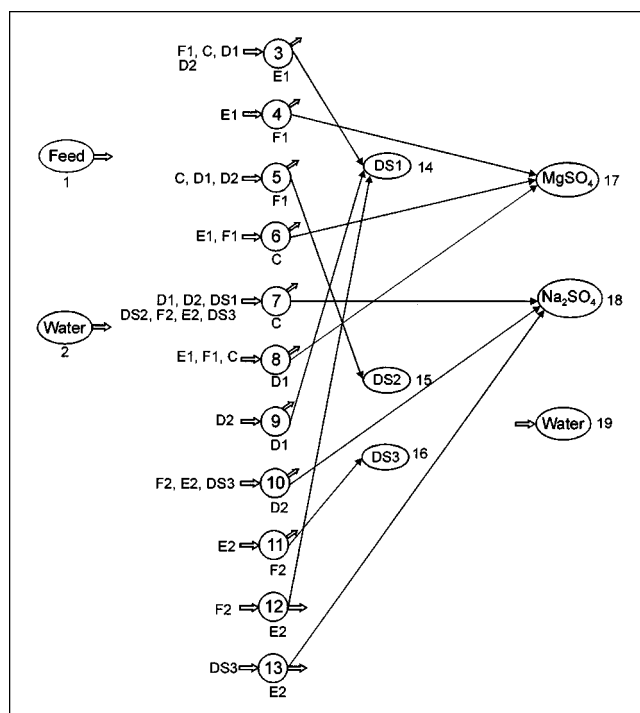 F1, C, D1
D2
3
E1
E1
4
F1
Feed
1
DS1
14
MgSO₄
17
C, D1, D2
5
F1
E1, F1
6
C
Water
2
D1, D2, DS1
DS2, F2, E2, DS3
7
C
Na₂SO₄
18
E1, F1, C
8
D1
DS2
15
D2
9
D1
Water
19
DS3
16
F2, E2, DS3
10
D2
E2
11
F2
F2
12
E2
DS3
13
E2